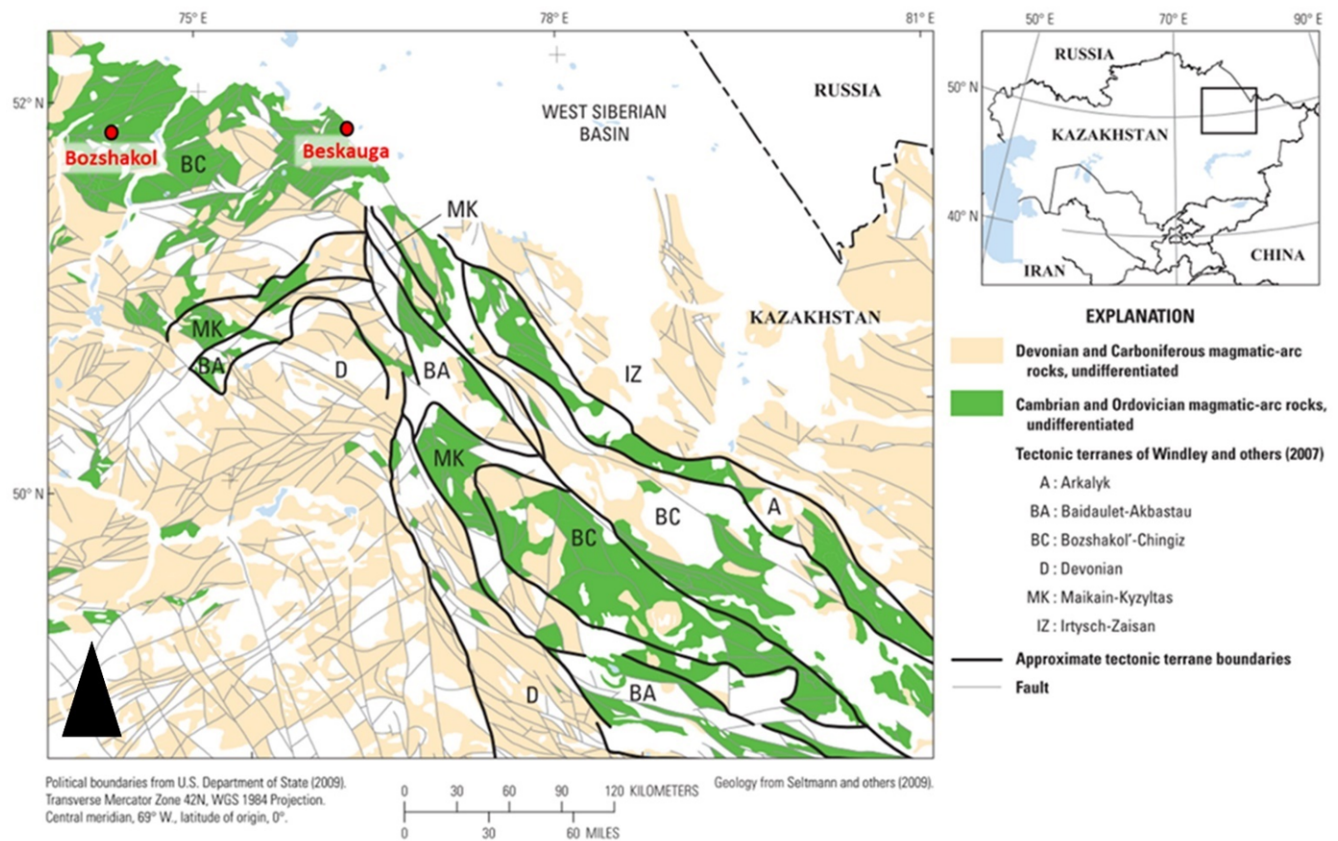 75° E
78° E
81° E
52° N
50° N
Bozshakol
Beskauga
BC
WEST SIBERIAN
BASIN
RUSSIA
MK
KAZAKHSTAN
MK
BA
D
BA
IZ
MK
BC
A
BC
D
BA
50° E
70° E
90° E
50° N
40° N
RUSSIA
KAZAKHSTAN
CHINA
IRAN
EXPLANATION
Devonian and Carboniferous magmatic-arc
rocks, undifferentiated
Cambrian and Ordovician magmatic-arc rocks,
undifferentiated
Tectonic terranes of Windley and others (2007)
A : Arkalyk
BA : Baidaulet-Akbastau
BC : Bozshakol'-Chingiz
D : Devonian
MK : Maikain-Kyzyltas
IZ : Irtysch-Zaisan
Approximate tectonic terrane boundaries
Fault
Political boundaries from U.S. Department of State (2009).
Transverse Mercator Zone 42N, WGS 1984 Projection.
Central meridian, 69° W., latitude of origin, 0°.
0 30 60 90 120 KILOMETERS
0 30 60 MILES
Geology from Seltmann and others (2009).